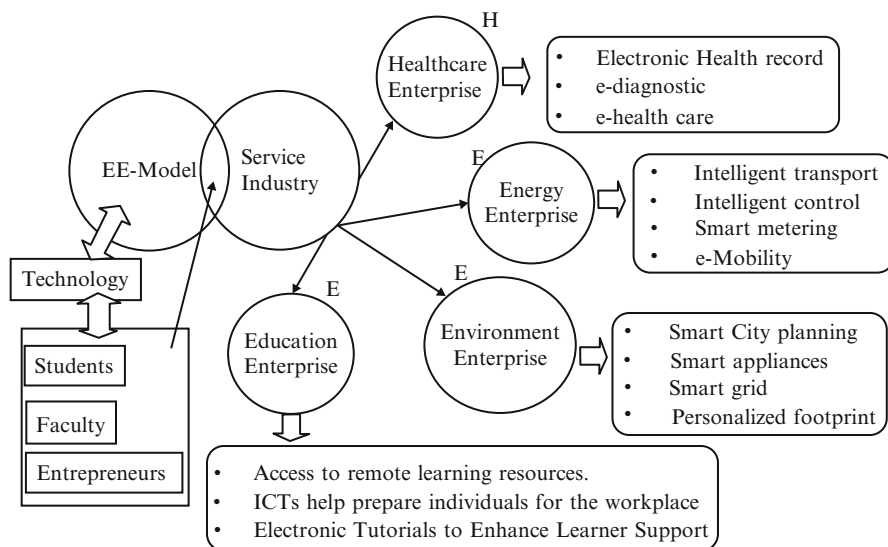 H
Healthcare
Enterprise
• Electronic Health record
• e-diagnostic
• e-health care
EE-Model
Service
Industry
E
Energy
Enterprise
• Intelligent transport
• Intelligent control
• Smart metering
• e-Mobility
Technology
E
Education
Enterprise
E
Environment
Enterprise
• Smart City planning
• Smart appliances
• Smart grid
• Personalized footprint
Students
Faculty
Entrepreneurs
• Access to remote learning resources.
• ICTs help prepare individuals for the workplace
• Electronic Tutorials to Enhance Learner Support